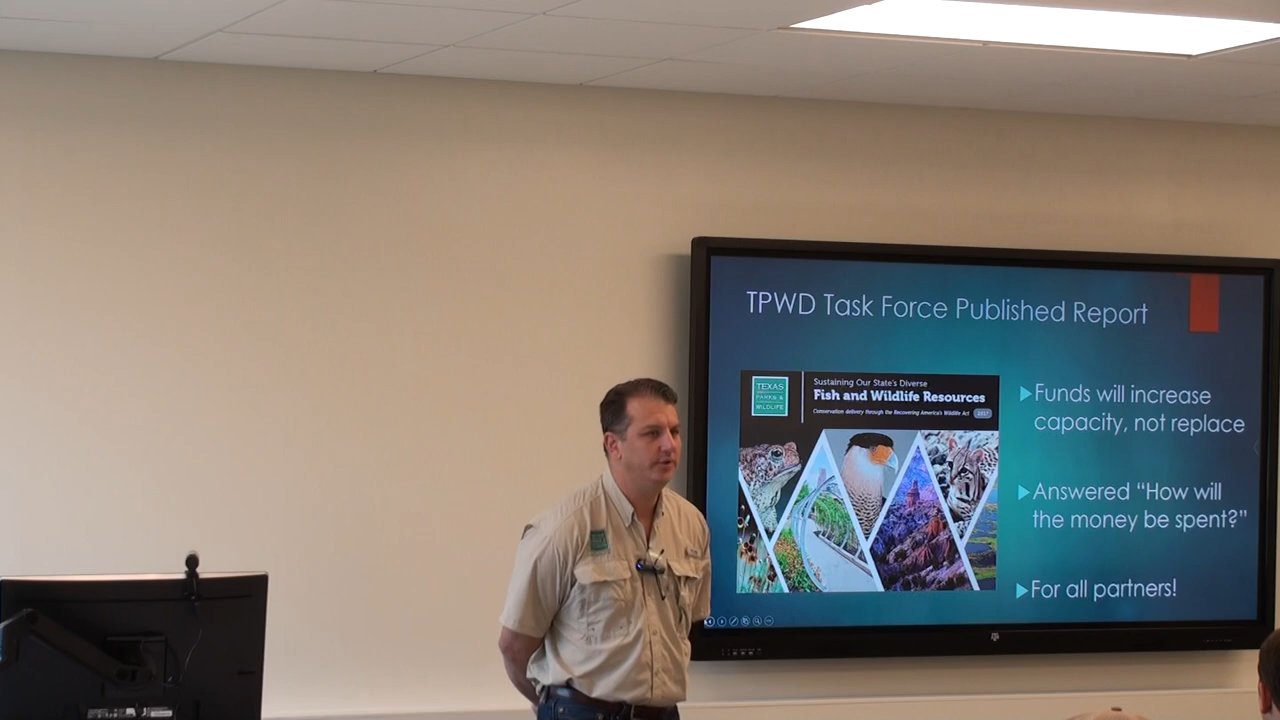 TPWD Task Force Published Report
TEXAS
PARKS &
WILDLIFE
Sustaining Our State's Diverse
Fish and Wildlife Resources
Conservation delivery through the Recovering America's Wildlife Act
2017
Funds will increase
capacity, not replace
Answered “How will
the money be spent?”
For all partners!